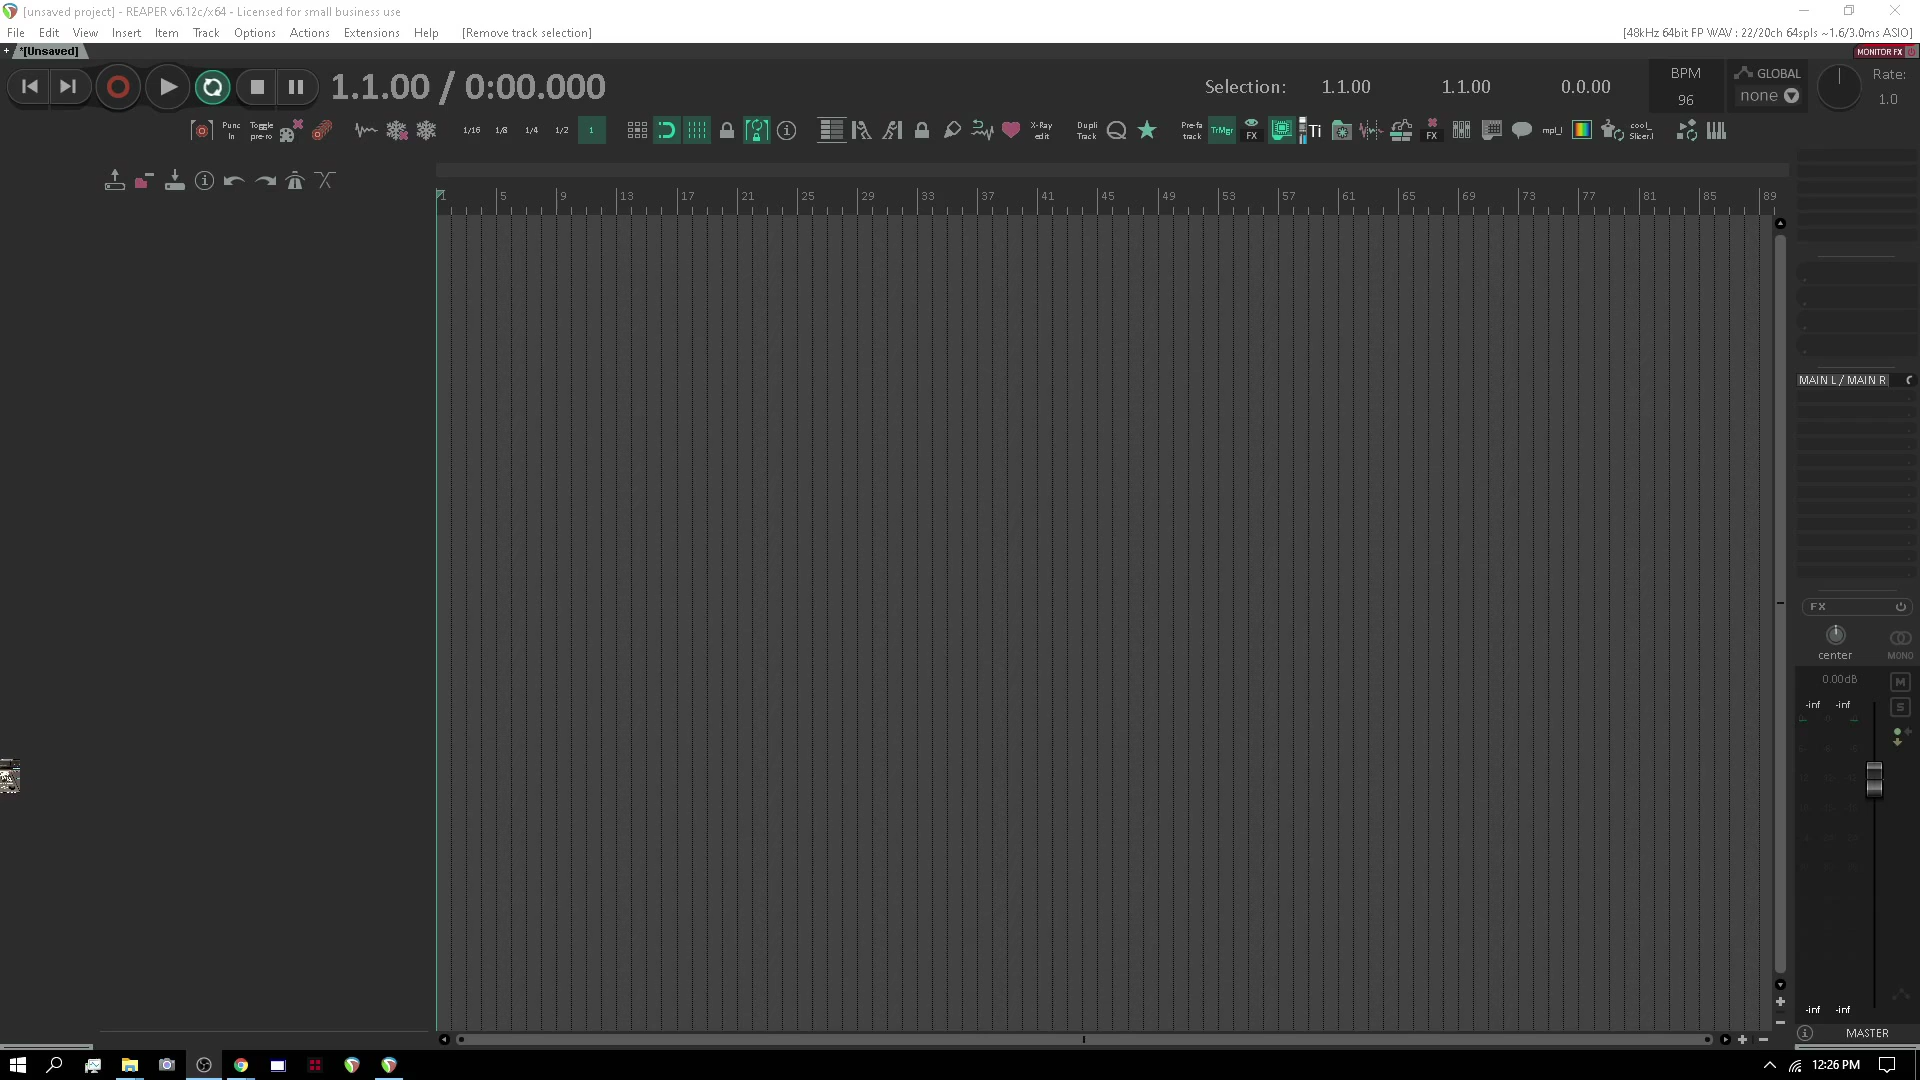 [unsaved project] - REAPER v6.12c/x64 - Licensed for small business use
File Edit View Insert Item Track Options Actions Extensions Help [Remove track selection]
[48kHz 64bit FP WAV : 22/20ch 64spls ~1.6/3.0ms ASIO]
+ *[Unsaved]
MONITOR FX
1.1.00 / 0:00.000
Selection: 1.1.00 1.1.00 0.0.00
BPM
96
GLOBAL
none
Rate:
1.0
Punc
In
Toggle
pre-ro
1/16 1/8 1/4 1/2 1
X-Ray
edit
Dupli
Track
Pre-fa
track
TrMgr
FX
Ti
FX
mpl_I
cool_
Slicer.l
1 5 9 13 17 21 25 29 33 37 41 45 49 53 57 61 65 69 73 77 81 85 89
MAIN L / MAIN R
FX
center
MONO
0.00dB
M
-inf -inf
S
-inf -inf
MASTER
12:26 PM